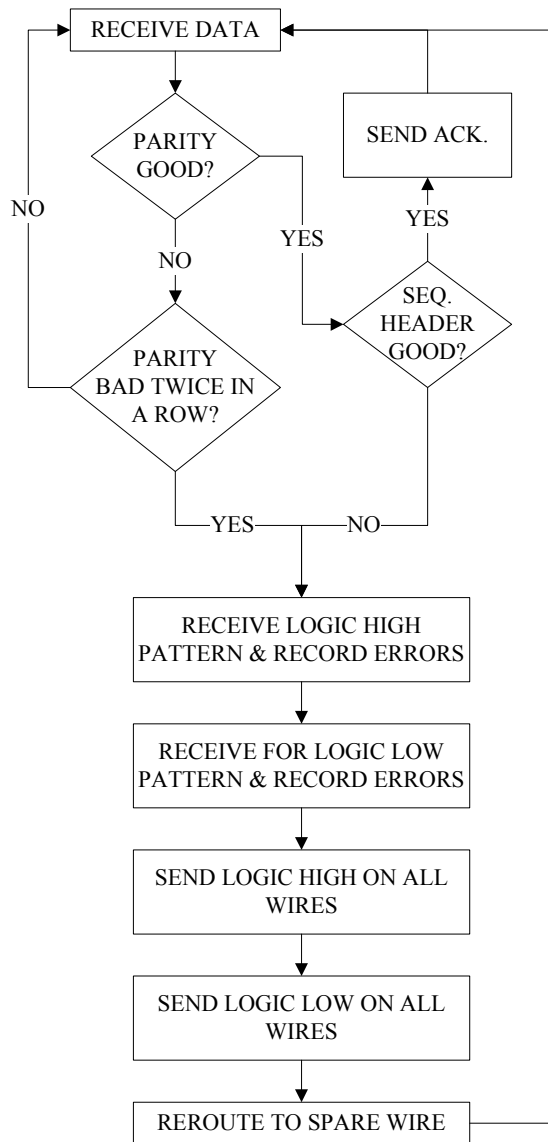 RECEIVE DATA
PARITY
GOOD?
SEND ACK.
NO
YES
YES
NO
SEQ.
HEADER
GOOD?
PARITY
BAD TWICE IN
A ROW?
YES
NO
RECEIVE LOGIC HIGH
PATTERN & RECORD ERRORS
RECEIVE FOR LOGIC LOW
PATTERN & RECORD ERRORS
SEND LOGIC HIGH ON ALL
WIRES
SEND LOGIC LOW ON ALL
WIRES
REROUTE TO SPARE WIRE